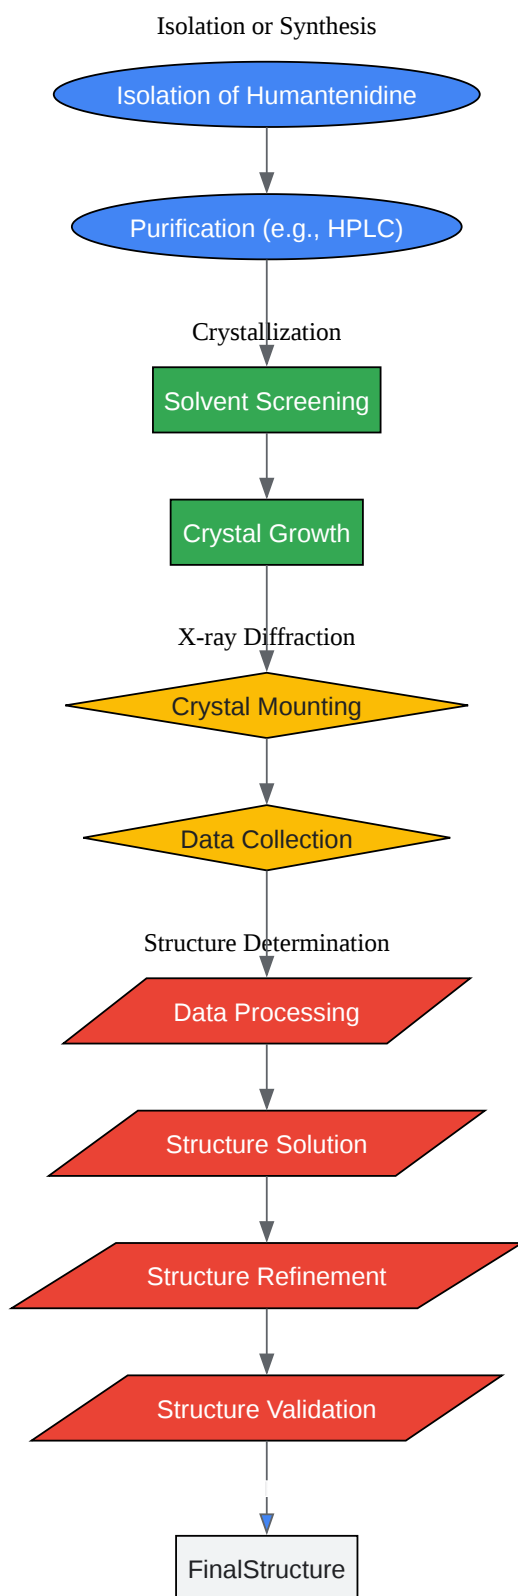 Isolation or Synthesis
Isolation of Humantenidine
Purification (e.g., HPLC)
Crystallization
Solvent Screening
Crystal Growth
X-ray Diffraction
Crystal Mounting
Data Collection
Structure Determination
Data Processing
Structure Solution
Structure Refinement
Structure Validation
FinalStructure